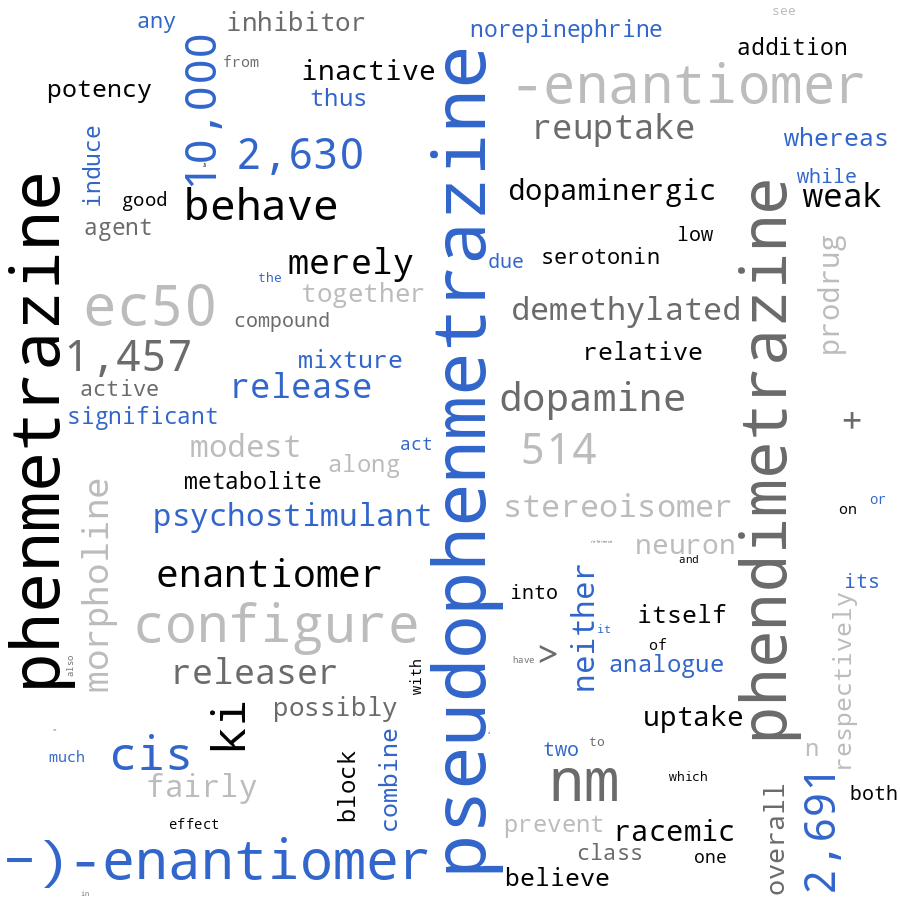 see
any
inhibitor
norepinephrine
addition
from
inactive
potency
10,000
-enantiomer
thus
reuptake
whereas
induce
2,630
while
good
behave
dopaminergic
weak
agent
low
merely
due
serotonin
the
together
prodrug
ec50
compound
demethylated
1,457
mixture
relative
active
release
dopamine
significant
+
modest
act
514
along
metabolite
or
stereoisomer
on
psychostimulant
phenmetrazine
pseudophenmetrazine
phendimetrazine
neuron
and
morpholine
enantiomer
neither
into
its
configure
it
itself
of
>
have
analogue
also
releaser
with
respectively
possibly
ki
uptake
cis
much
two
to
n
block
combine
fairly
nm
which
2,691
both
effect
prevent
racemic
overall
−)-enantiomer
class
one
believe
in